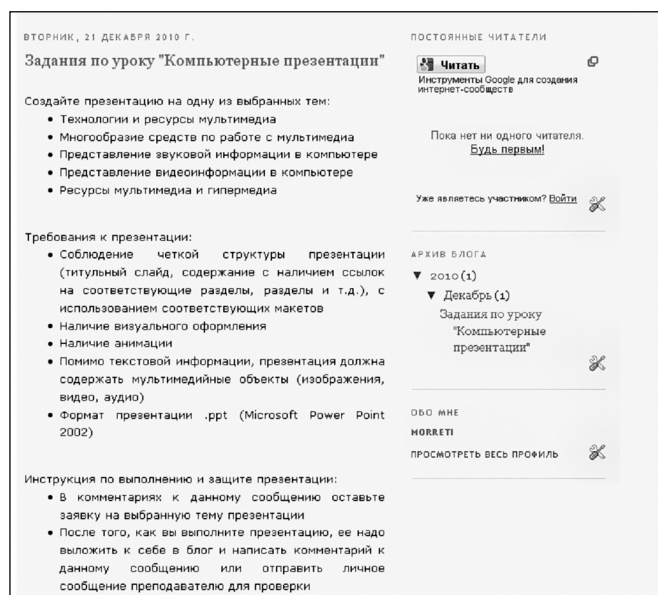 ВТОРНИК, 21 ДЕКАБРЯ 2010 Г.
Задания по уроку "Компьютерные презентации"
Создайте презентацию на одну из выбранных тем:
• Технологии и ресурсы мультимедиа
• Многообразие средств по работе с мультимедиа
• Представление звуковой информации в компьютере
• Представление видеоинформации в компьютере
• Ресурсы мультимедиа и гипермедиа
Требования к презентации:
• Соблюдение четкой структуры презентации
(титульный слайд, содержание с наличием ссылок
на соответствующие разделы, разделы и т.д.), с
использованием соответствующих макетов
• Наличие визуального оформления
• Наличие анимации
• Помимо текстовой информации, презентация должна
содержать мультимедийные объекты (изображения,
видео, аудио)
• Формат презентации .ppt (Microsoft Power Point
2002)
Инструкция по выполнению и защите презентации:
• В комментариях к данному сообщению оставьте
заявку на выбранную тему презентации
• После того, как вы выполните презентацию, ее надо
выложить к себе в блог и написать комментарий к
данному сообщению или отправить личное
сообщение преподавателю для проверки
ПОСТОЯННЫЕ ЧИТАТЕЛИ
Читать
Инструменты Google для создания
интернет-сообществ
Пока нет ни одного читателя.
Будь первым!
Уже являетесь участником? Войти
АРХИВ БЛОГА
▼ 2010 (1)
▼ Декабрь (1)
Задания по уроку
"Компьютерные
презентации"
ОБО МНЕ
MORRETI
ПРОСМОТРЕТЬ ВЕСЬ ПРОФИЛЬ